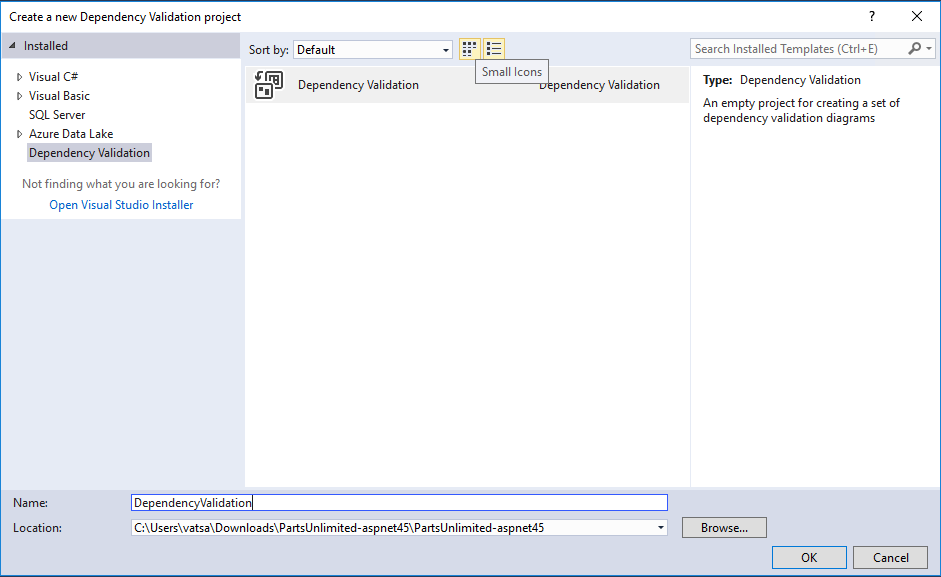 Create a new Dependency Validation project
?
Installed
Sort by: Default
Search Installed Templates (Ctrl+E)
Small Icons
Visual C#
Visual Basic
SQL Server
Azure Data Lake
Dependency Validation
Not finding what you are looking for?
Open Visual Studio Installer
Dependency Validation Dependency Validation
Type: Dependency Validation
An empty project for creating a set of
dependency validation diagrams
Name: DependencyValidation
Location: C:\Users\vatsa\Downloads\PartsUnlimited-aspnet45\PartsUnlimited-aspnet45
Browse...
OK Cancel